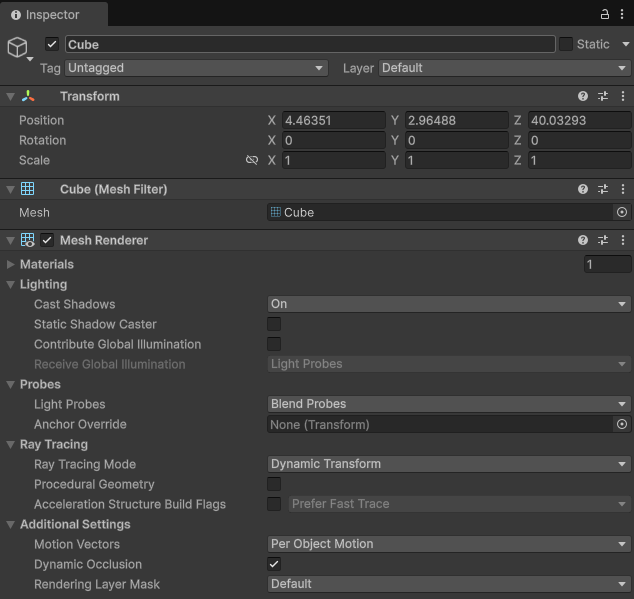 Inspector
Cube Static
Tag Untagged Layer Default
Transform
Position X 4.46351 Y 2.96488 Z 40.03293
Rotation X 0 Y 0 Z 0
Scale X 1 Y 1 Z 1
Cube (Mesh Filter)
Mesh Cube
Mesh Renderer
Materials 1
Lighting
Cast Shadows On
Static Shadow Caster
Contribute Global Illumination
Receive Global Illumination Light Probes
Probes
Light Probes Blend Probes
Anchor Override None (Transform)
Ray Tracing
Ray Tracing Mode Dynamic Transform
Procedural Geometry
Acceleration Structure Build Flags Prefer Fast Trace
Additional Settings
Motion Vectors Per Object Motion
Dynamic Occlusion
Rendering Layer Mask Default